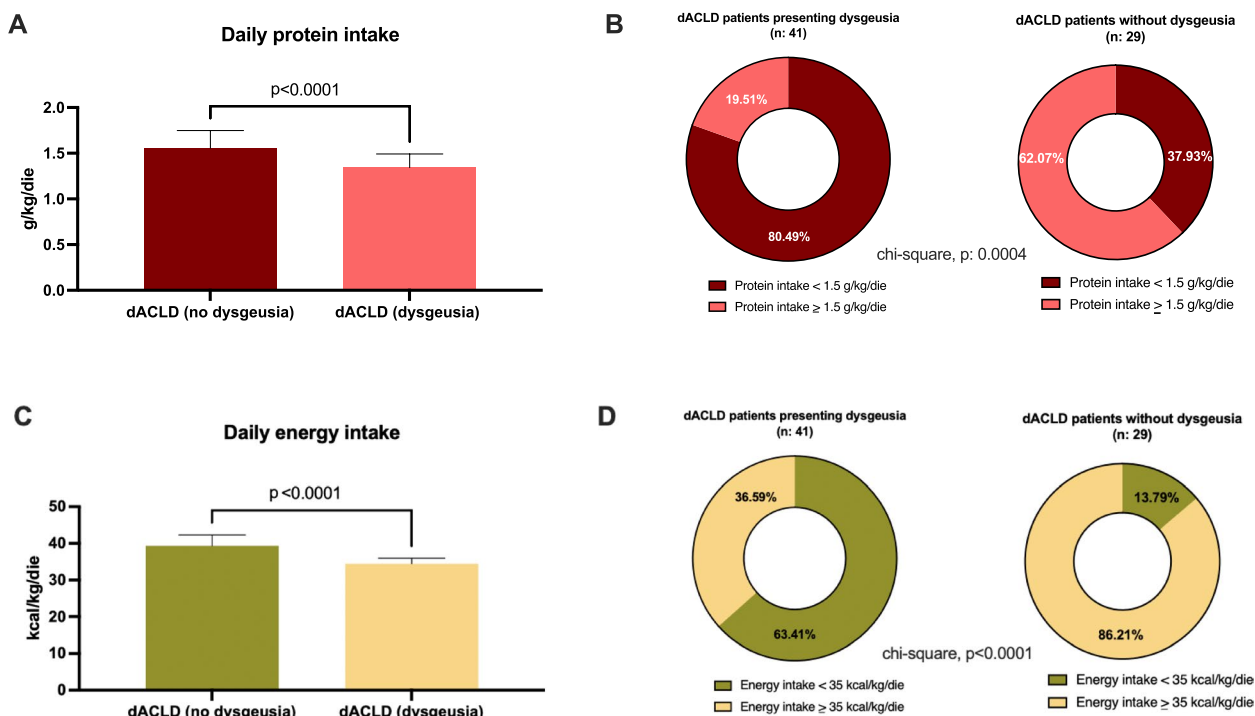 A
Daily protein intake
p<0.0001
g/kg/die
2.0
1.5
1.0
0.5
0.0
dACLD (no dysgeusia)
dACLD (dysgeusia)
B
dACLD patients presenting dysgeusia
(n: 41)
19.51%
80.49%
Protein intake < 1.5 g/kg/die
Protein intake ≥ 1.5 g/kg/die
dACLD patients without dysgeusia
(n: 29)
62.07%
37.93%
chi-square, p: 0.0004
Protein intake < 1.5 g/kg/die
Protein intake ≥ 1.5 g/kg/die
C
Daily energy intake
p<0.0001
kcal/kg/die
50
40
30
20
10
0
dACLD (no dysgeusia)
dACLD (dysgeusia)
D
dACLD patients presenting dysgeusia
(n: 41)
36.59%
63.41%
Energy intake < 35 kcal/kg/die
Energy intake ≥ 35 kcal/kg/die
dACLD patients without dysgeusia
(n: 29)
13.79%
86.21%
chi-square, p<0.0001
Energy intake < 35 kcal/kg/die
Energy intake ≥ 35 kcal/kg/die